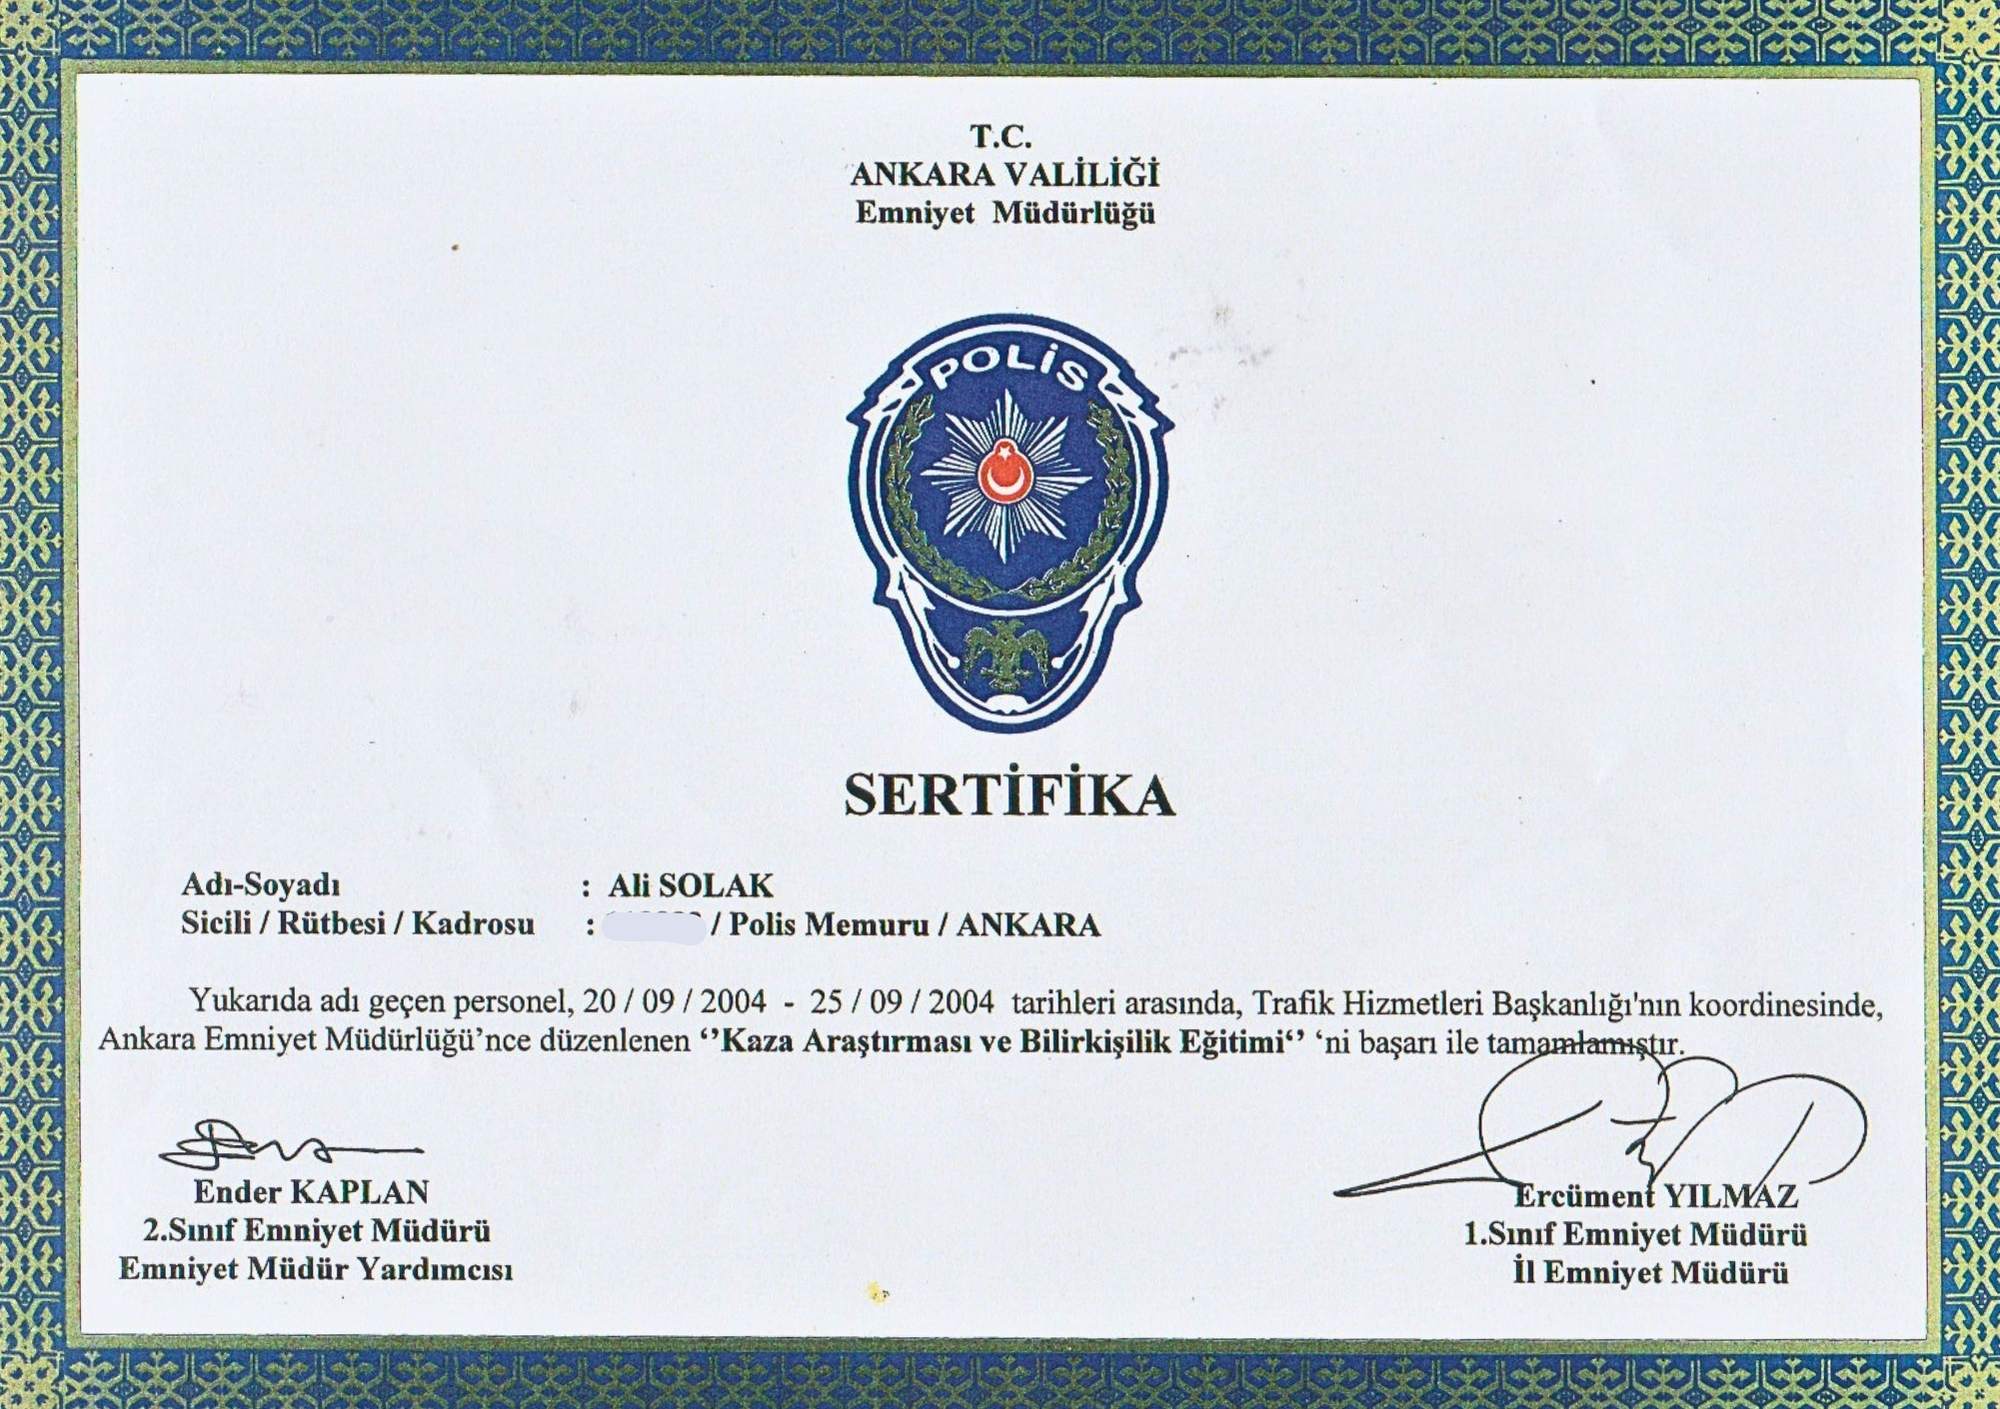 T.C.
ANKARA VALİLİĞİ
Emniyet Müdürlüğü
POLİS
SERTİFİKA
Adı-Soyadı : Ali SOLAK
Sicili / Rütbesi / Kadrosu : / Polis Memuru / ANKARA
Yukarıda adı geçen personel, 20 / 09 / 2004 - 25 / 09 / 2004 tarihleri arasında, Trafik Hizmetleri Başkanlığı'nın koordinesinde,
Ankara Emniyet Müdürlüğü’nce düzenlenen ‘’Kaza Araştırması ve Bilirkişilik Eğitimi‘’ ‘ni başarı ile tamamlamıştır.
Ender KAPLAN
2.Sınıf Emniyet Müdürü
Emniyet Müdür Yardımcısı
Ercüment YILMAZ
1.Sınıf Emniyet Müdürü
İl Emniyet Müdürü